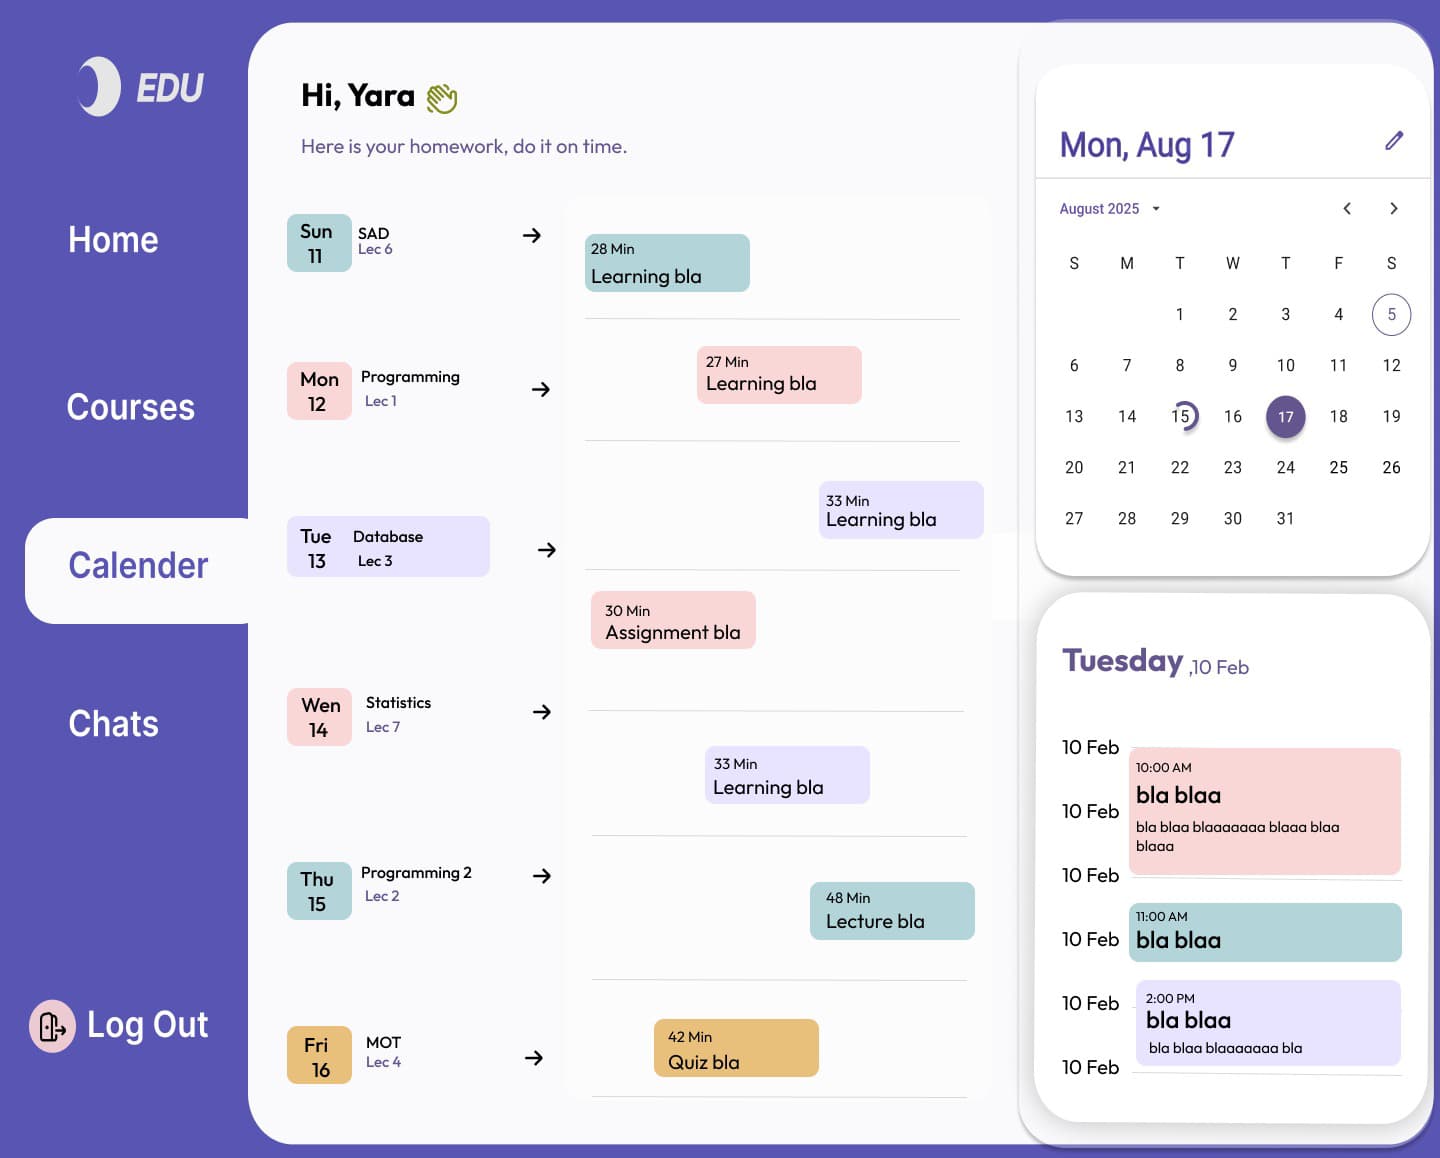 EDU
Home
Courses
Calender
Chats
Log Out
Hi, Yara
Here is your homework, do it on time.
Sun
11
SAD
Lec 6
28 Min
Learning bla
Mon
12
Programming
Lec 1
27 Min
Learning bla
Tue
13
Database
Lec 3
33 Min
Learning bla
30 Min
Assignment bla
Wen
14
Statistics
Lec 7
33 Min
Learning bla
Thu
15
Programming 2
Lec 2
48 Min
Lecture bla
Fri
16
MOT
Lec 4
42 Min
Quiz bla
Mon, Aug 17
August 2025
S M T W T F S
1 2 3 4 5
6 7 8 9 10 11 12
13 14 15 16 17 18 19
20 21 22 23 24 25 26
27 28 29 30 31
Tuesday ,10 Feb
10 Feb
10:00 AM
bla blaa
10 Feb
bla blaa blaaaaaaa blaaa blaa
blaaa
10 Feb
11:00 AM
10 Feb bla blaa
10 Feb
2:00 PM
bla blaa
bla blaa blaaaaaaa bla
10 Feb